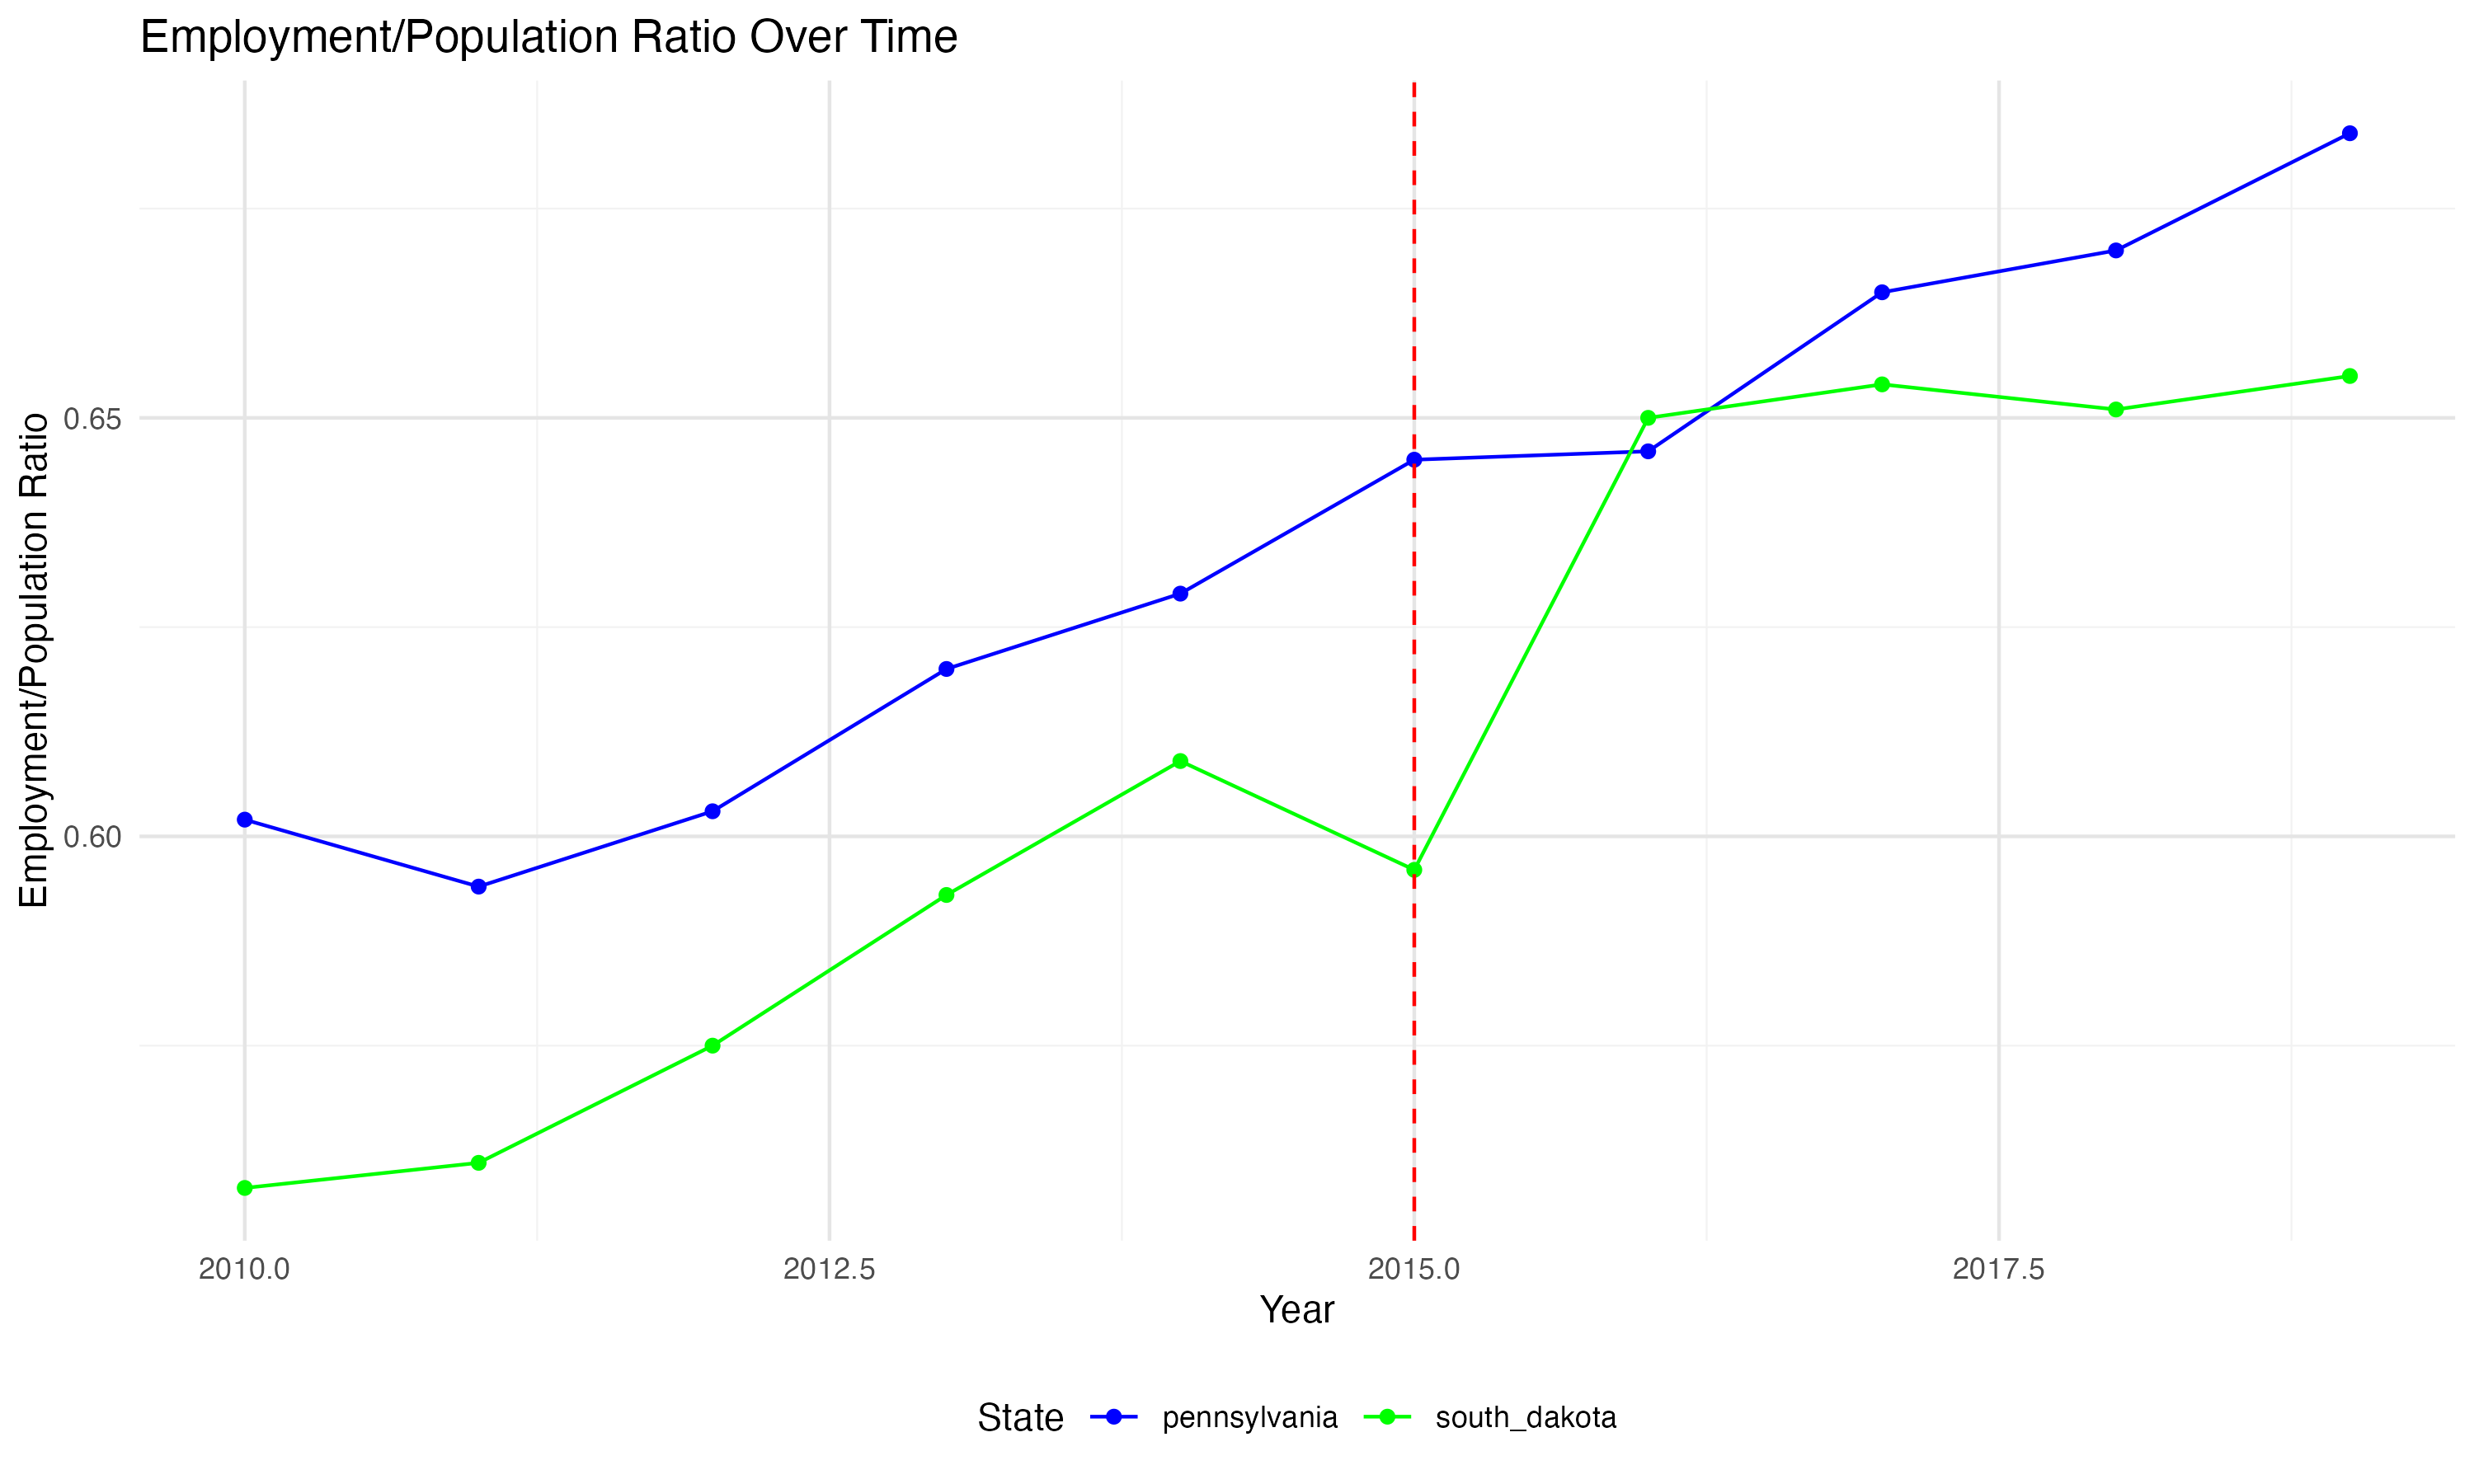 Employment/Population Ratio Over Time
Employment/Population Ratio
0.65
0.60
2010.0 2012.5 2015.0 2017.5
Year
State pennsylvania south_dakota